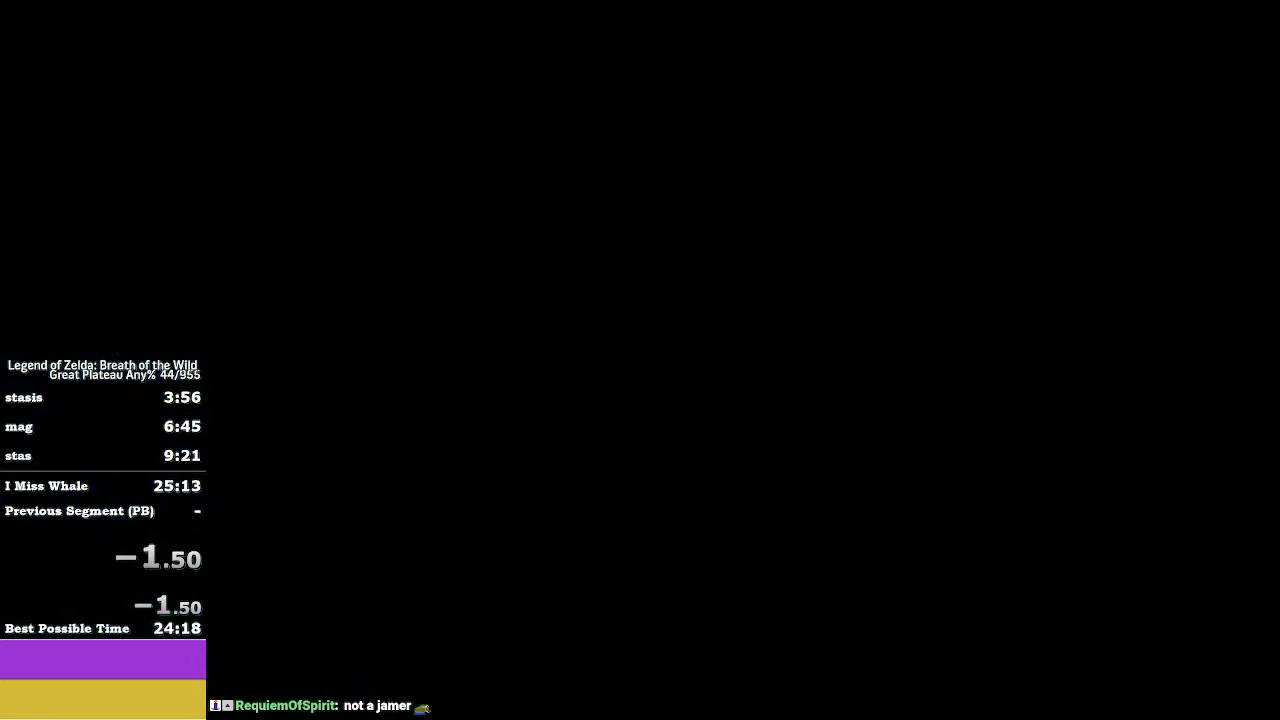 Legend of Zelda: Breath of the Wild
Great Plateau Any% 44/955
stasis 3:56
mag 6:45
stas 9:21
I Miss Whale 25:13
Previous Segment (PB) -
−1.50
−1.50
Best Possible Time 24:18
RequiemOfSpirit: not a jamer